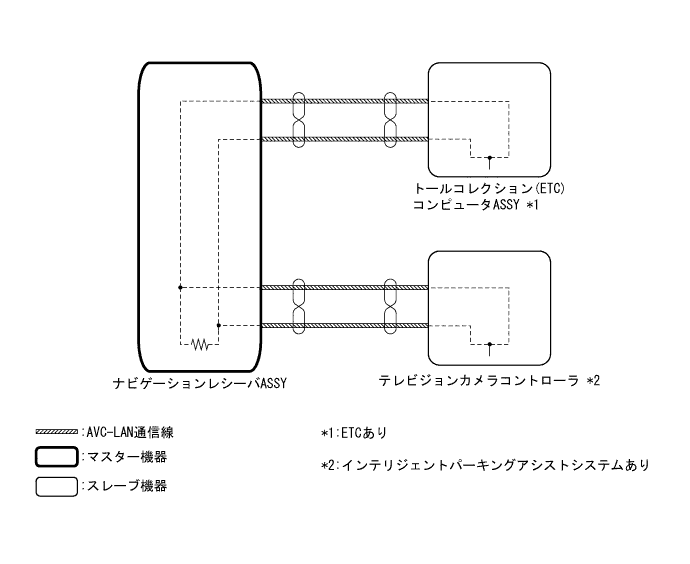 トールコレクション(ETC)
コンピュータASSY *1
ナビゲーションレシーバASSY
テレビジョンカメラコントローラ *2
:AVC-LAN通信線
:マスター機器
:スレーブ機器
*1:ETCあり
*2:インテリジェントパーキングアシストシステムあり